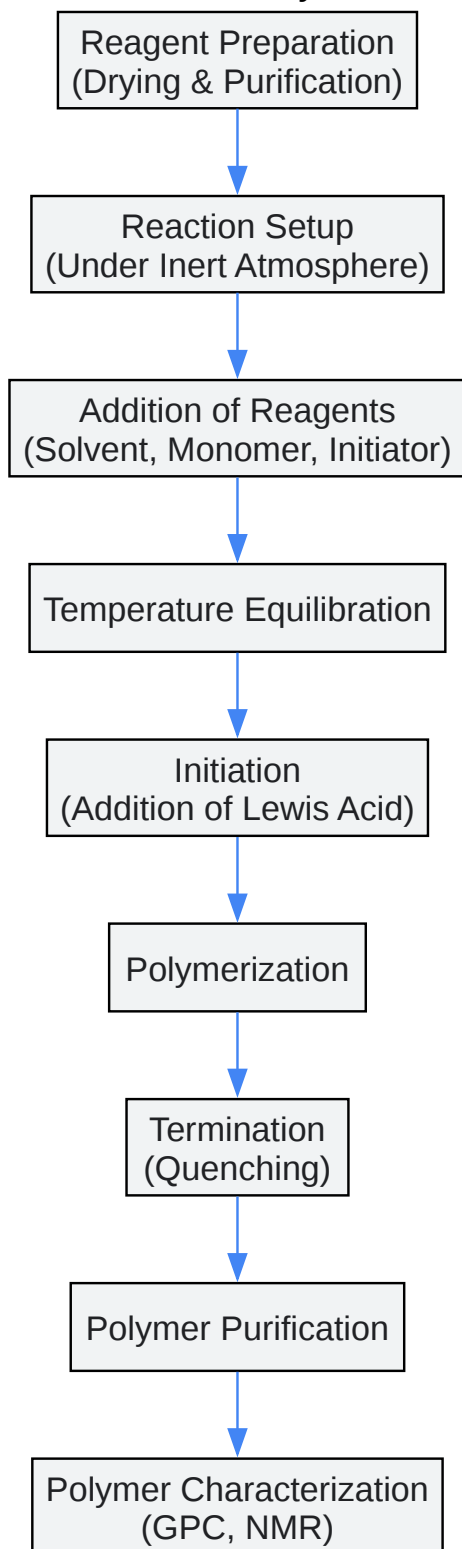 Reagent Preparation
(Drying & Purification)
Reaction Setup
(Under Inert Atmosphere)
Addition of Reagents
(Solvent, Monomer, Initiator)
Temperature Equilibration
Initiation
(Addition of Lewis Acid)
Polymerization
Termination
(Quenching)
Polymer Purification
Polymer Characterization
(GPC, NMR)